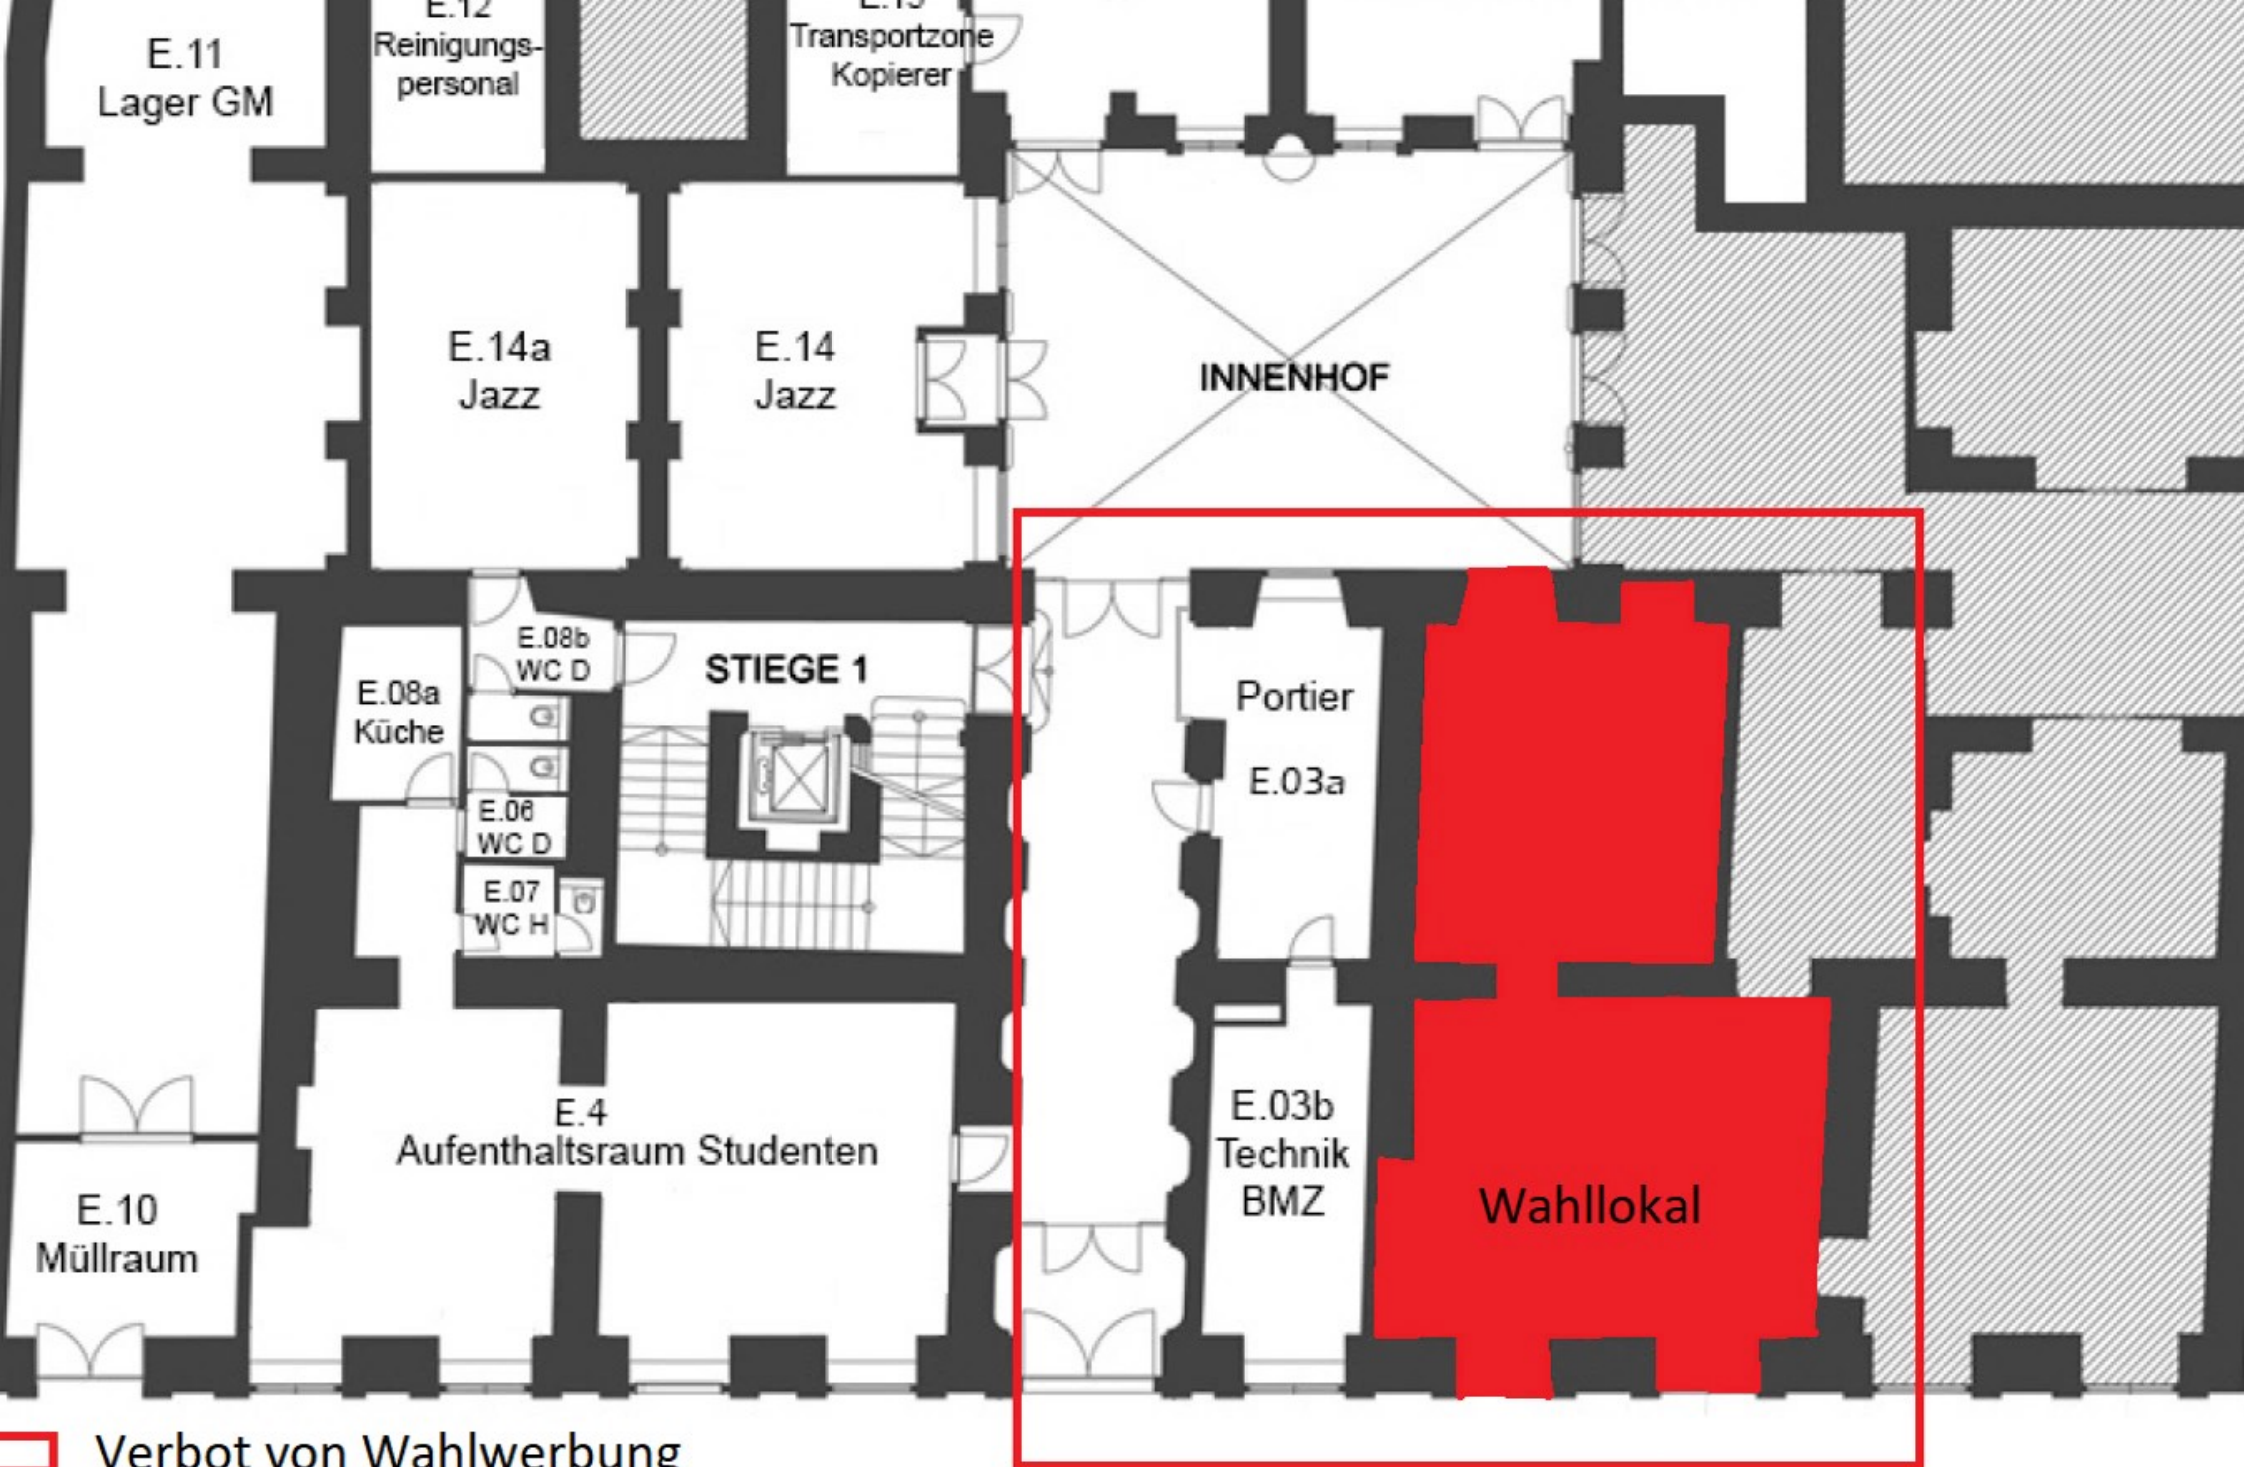 E.12
Reinigungs-
personal
E.11
Lager GM
Transportzone
Kopierer
E.14a
Jazz
E.14
Jazz
INNENHOF
E.08b
WC D
STIEGE 1
E.08a
Küche
Portier
E.03a
E.06
WC D
E.07
WC H
E.4
Aufenthaltsraum Studenten
E.03b
Technik
BMZ
Wahllokal
E.10
Müllraum
Verbot von Wahlwerbung